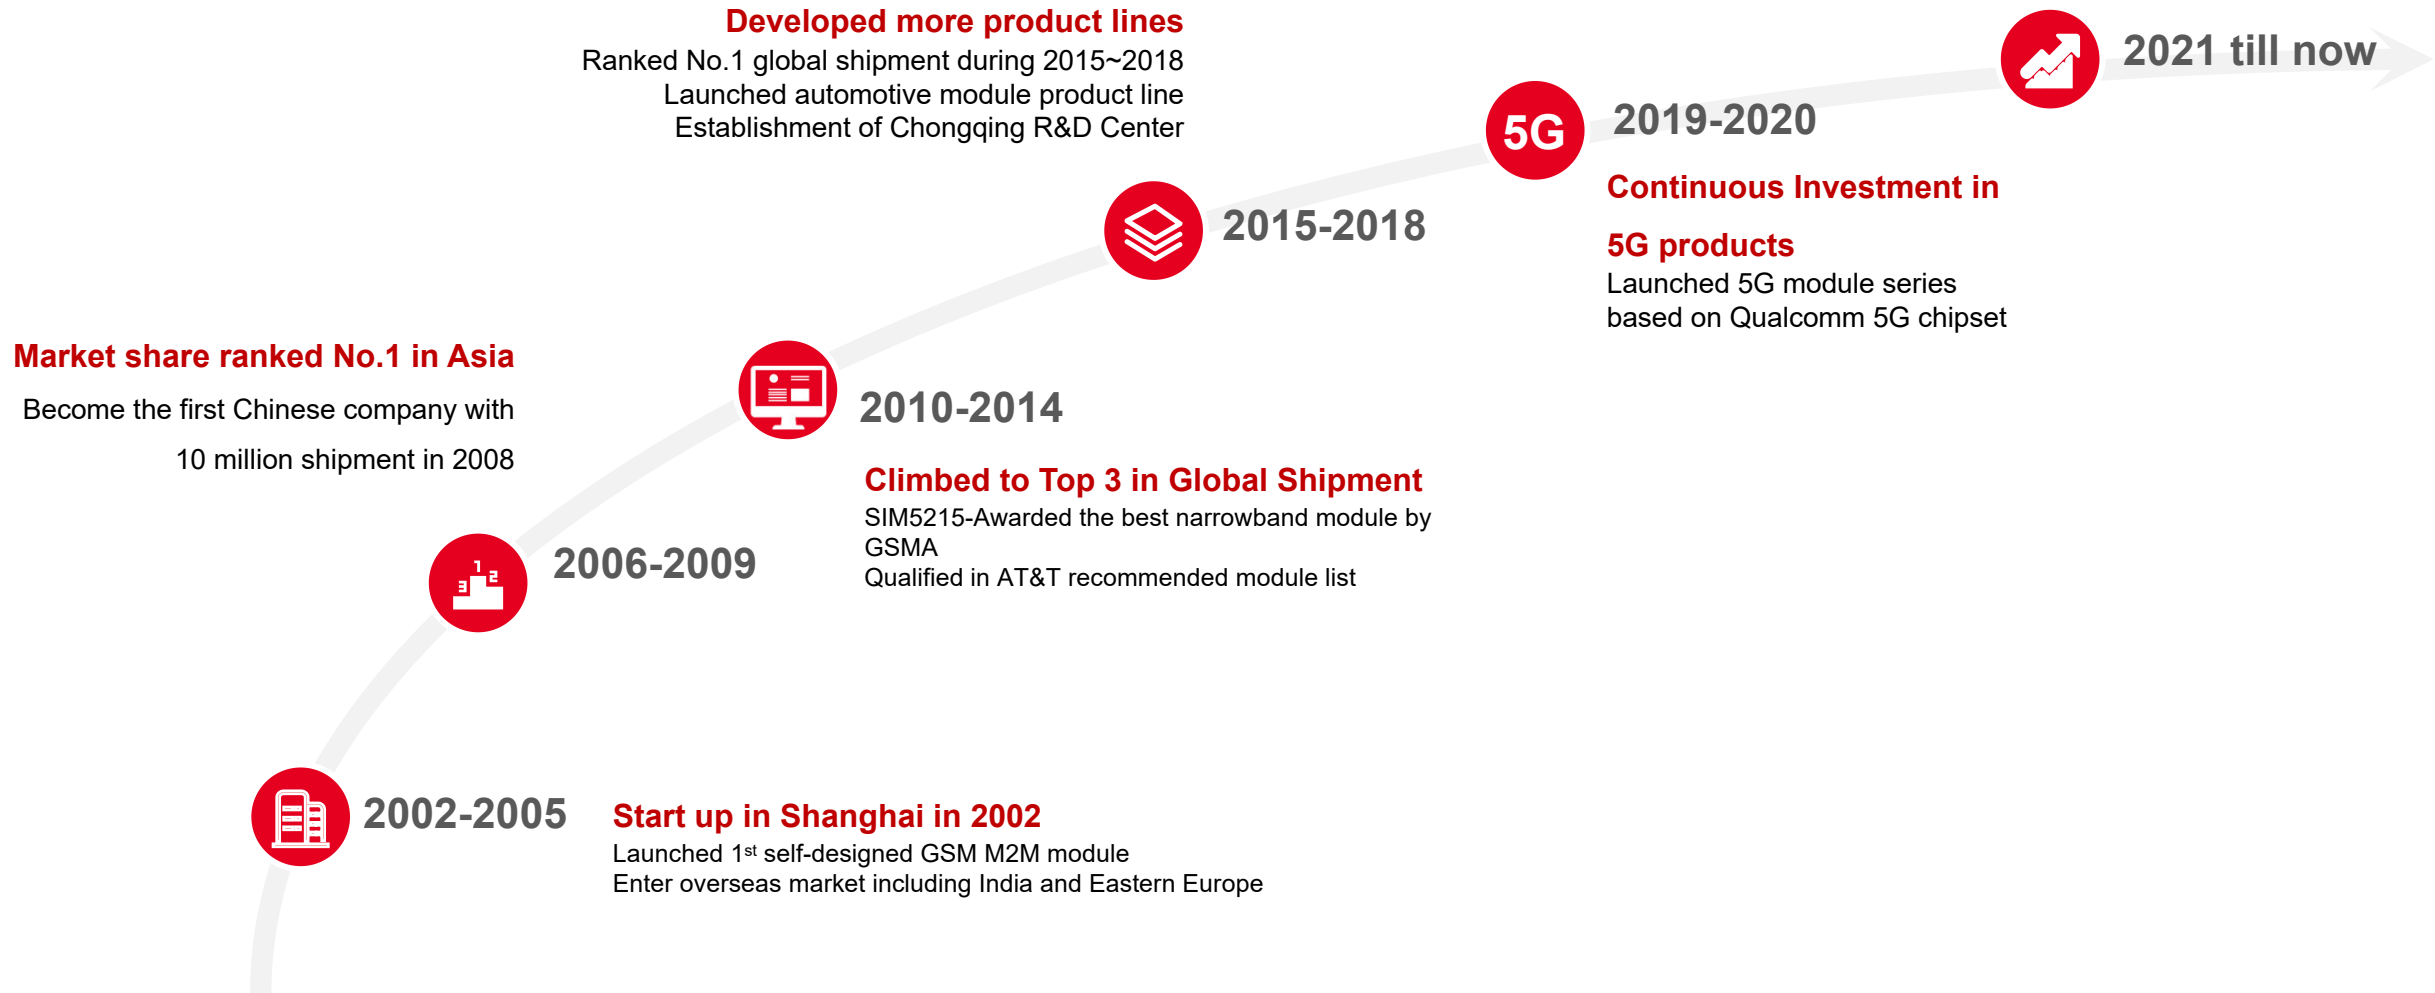 Developed more product lines
Ranked No.1 global shipment during 2015~2018
Launched automotive module product line
Establishment of Chongqing R&D Center
2021 till now
5G
2019-2020
Continuous Investment in
5G products
Launched 5G module series
based on Qualcomm 5G chipset
2015-2018
Market share ranked No.1 in Asia
Become the first Chinese company with
10 million shipment in 2008
2010-2014
Climbed to Top 3 in Global Shipment
SIM5215-Awarded the best narrowband module by
GSMA
Qualified in AT&T recommended module list
3 1 2
2006-2009
2002-2005
Start up in Shanghai in 2002
Launched 1st self-designed GSM M2M module
Enter overseas market including India and Eastern Europe